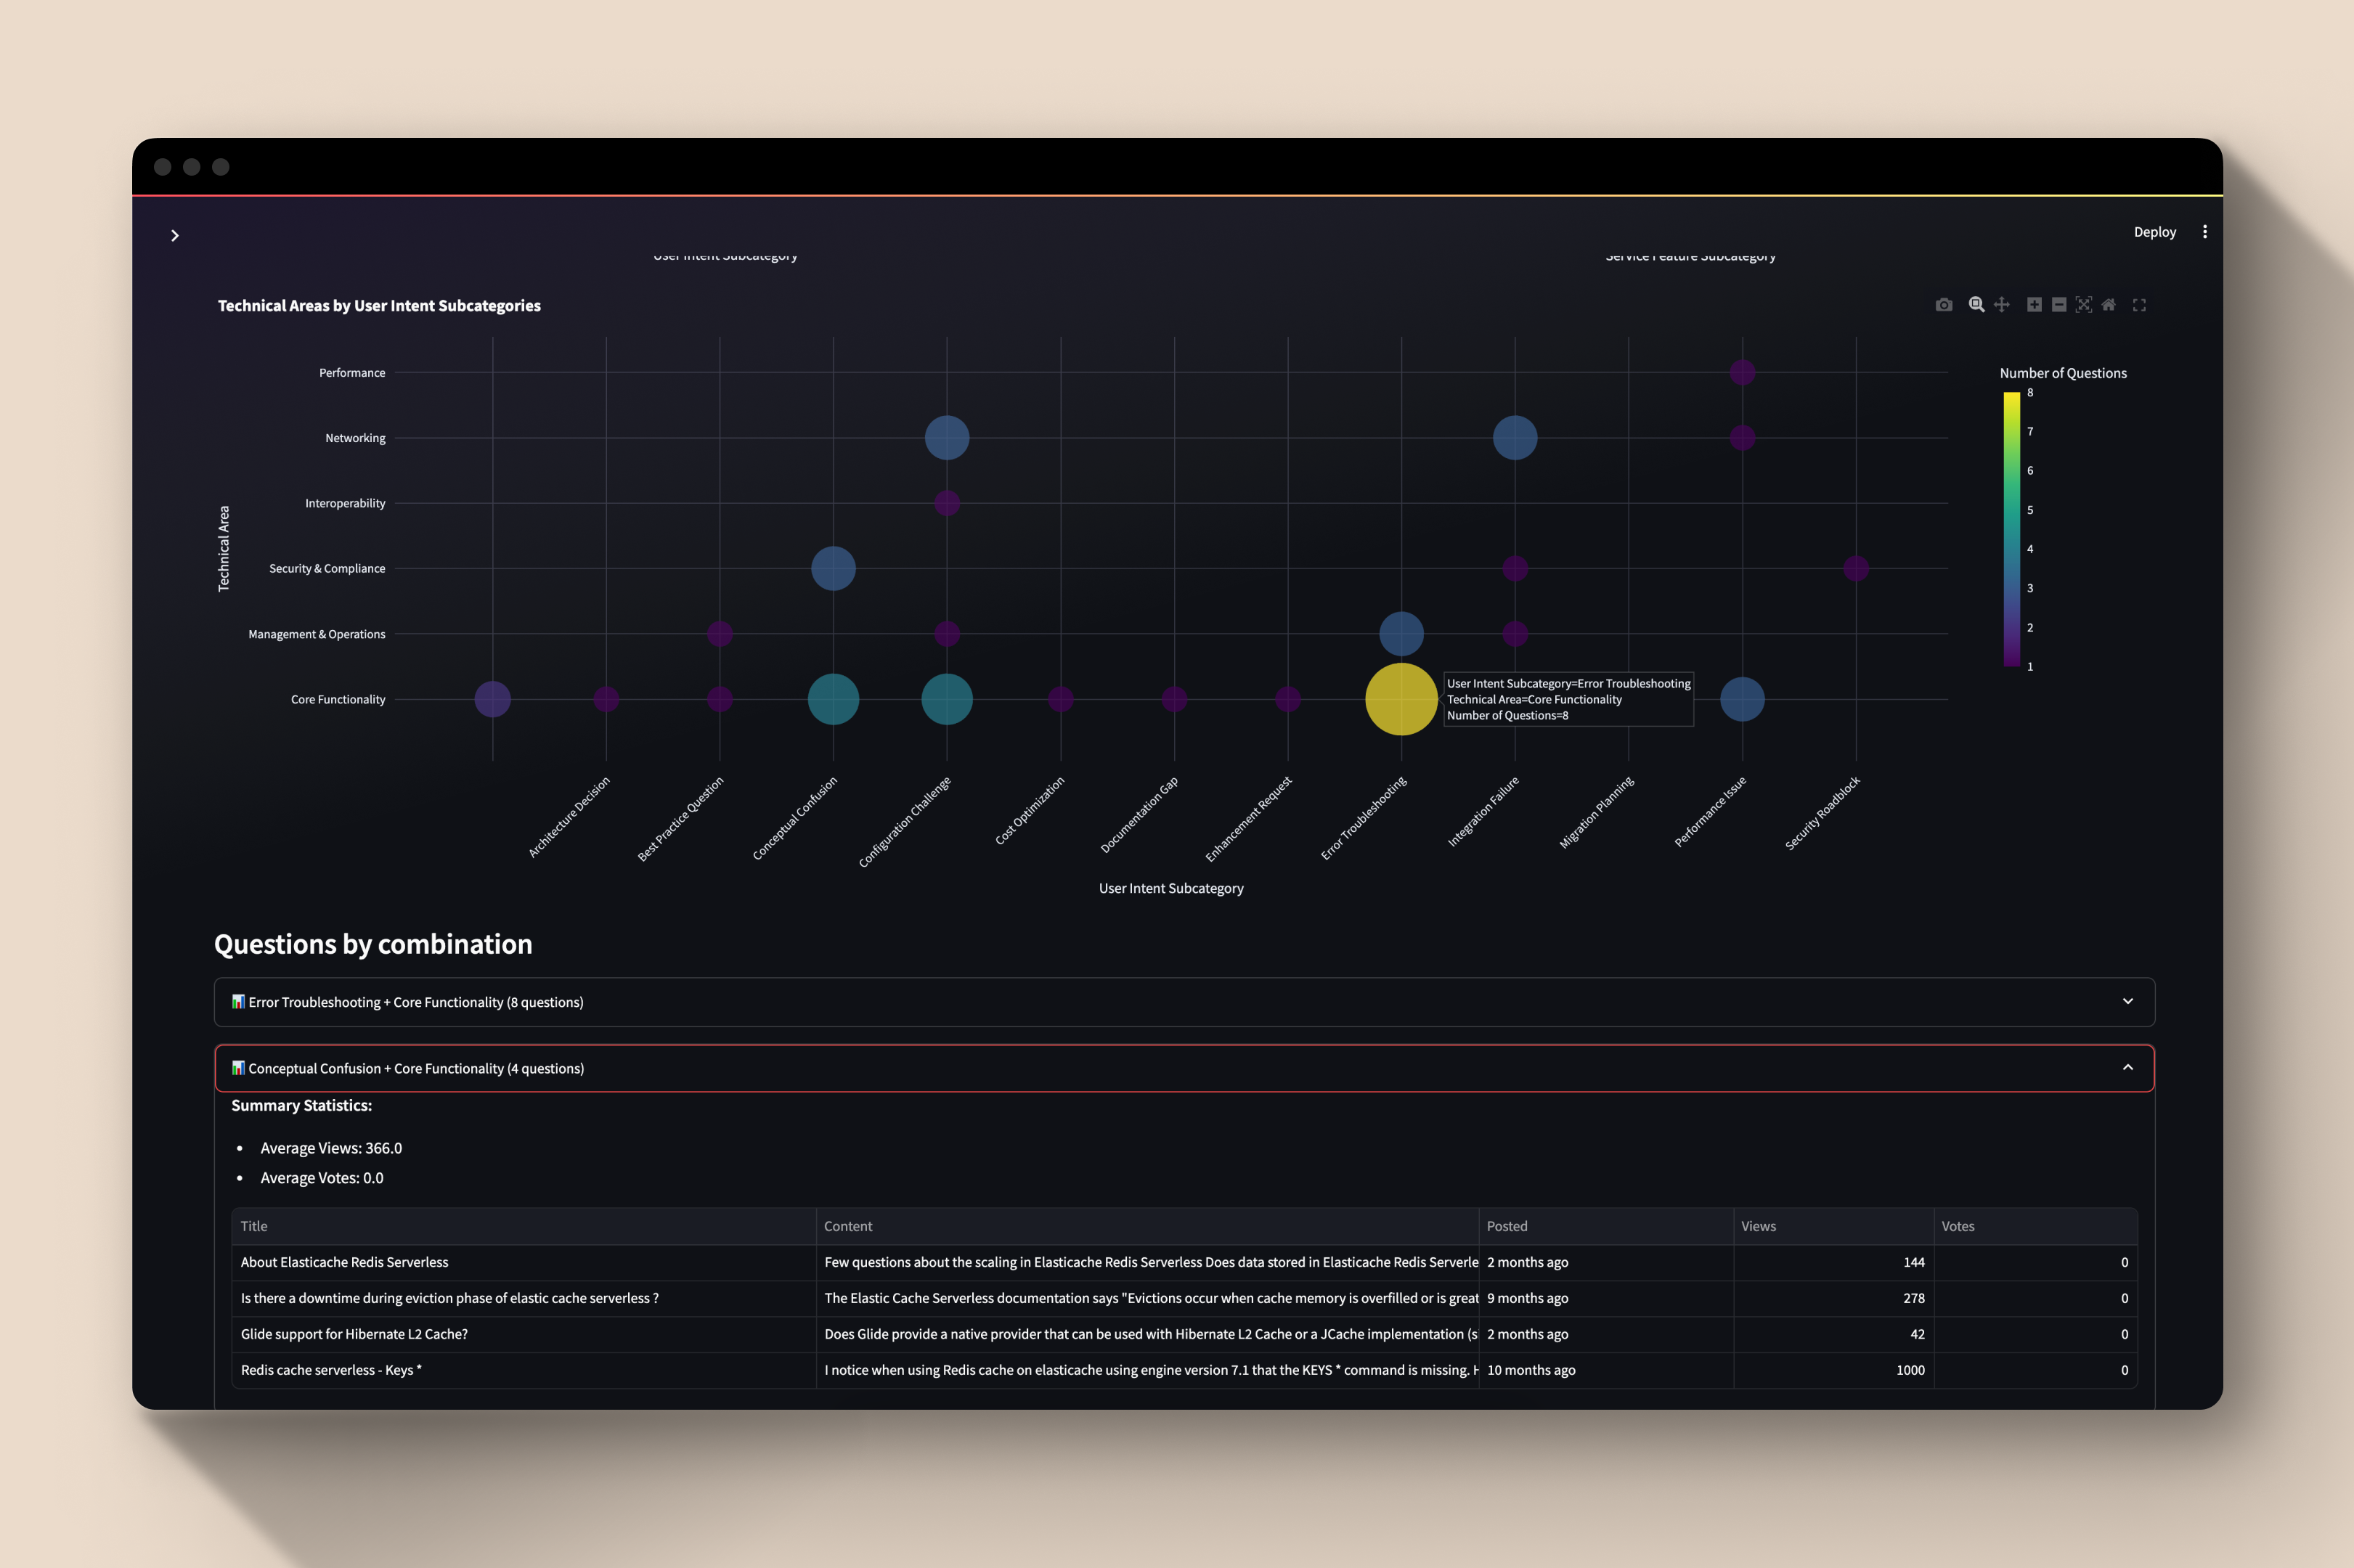 Deploy
User Intent Subcategory
Service Feature Subcategory
Technical Areas by User Intent Subcategories
Number of Questions
8
7
6
5
4
3
2
1
Technical Area
Performance
Networking
Interoperability
Security & Compliance
Management & Operations
Core Functionality
User Intent Subcategory=Error Troubleshooting
Technical Area=Core Functionality
Number of Questions=8
Architecture Decision
Best Practice Question
Conceptual Confusion
Configuration Challenge
Cost Optimization
Documentation Gap
Enhancement Request
Error Troubleshooting
Integration Failure
Migration Planning
Performance Issue
Security Roadblock
User Intent Subcategory
Questions by combination
Error Troubleshooting + Core Functionality (8 questions)
Conceptual Confusion + Core Functionality (4 questions)
Summary Statistics:
• Average Views: 366.0
• Average Votes: 0.0
Title Content Posted Views Votes
About Elasticache Redis Serverless Few questions about the scaling in Elasticache Redis Serverless Does data stored in Elasticache Redis Serverle 2 months ago 144 0
Is there a downtime during eviction phase of elastic cache serverless ? The Elastic Cache Serverless documentation says "Evictions occur when cache memory is overfilled or is great 9 months ago 278 0
Glide support for Hibernate L2 Cache? Does Glide provide a native provider that can be used with Hibernate L2 Cache or a JCache implementation (s 2 months ago 42 0
Redis cache serverless - Keys * I notice when using Redis cache on elasticache using engine version 7.1 that the KEYS * command is missing. H 10 months ago 1000 0